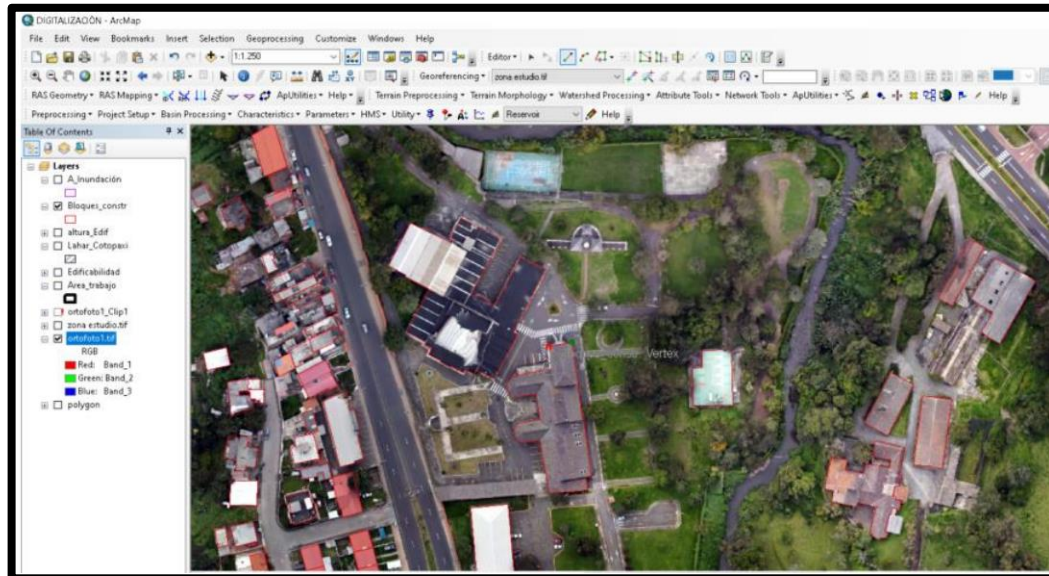 DIGITALIZACIÓN - ArcMap
File Edit View Bookmarks Insert Selection Geoprocessing Customize Windows Help
1:1.250 Editor
Georeferencing zona estudio.tif
RAS Geometry RAS Mapping ApUtilities Help Terrain Preprocessing Terrain Morphology Watershed Processing Attribute Tools Network Tools ApUtilities Help
Preprocessing Project Setup Basin Processing Characteristics Parameters HMS Utility Reservoir Help
Table Of Contents
Layers
A_Inundación
Bloques_constr
altura_Edif
Lahar_Cotopaxi
Edificabilidad
Area_trabajo
ortofoto1_Clip1
zona estudio.tif
ortofoto1.tif
RGB
Red: Band_1
Green: Band_2
Blue: Band_3
polygon
Vertex